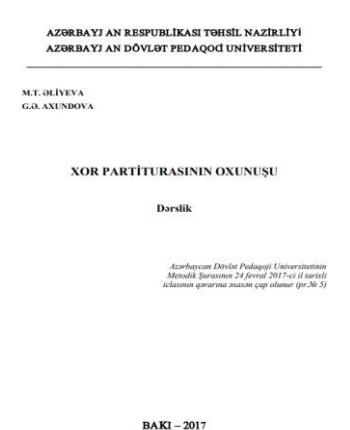 AZƏRBAYJ AN RESPUBLİKASI TƏHSİL NAZİRLİYİ
AZƏRBAYJ AN DÖVLƏT PEDAQOCİ UNİVERSİTETİ
M.T. ƏLİYEVA
G.Ə. AXUNDOVA
XOR PARTİTURASININ OXUNUŞU
Dərslik
Azərbaycan Dövlət Pedaqoji Universitetinin
Metodik Şurasının 24 fevral 2017-ci il tarixli
iclasının qərarına əsasən çap olunur (pr.№ 5)
BAKI – 2017